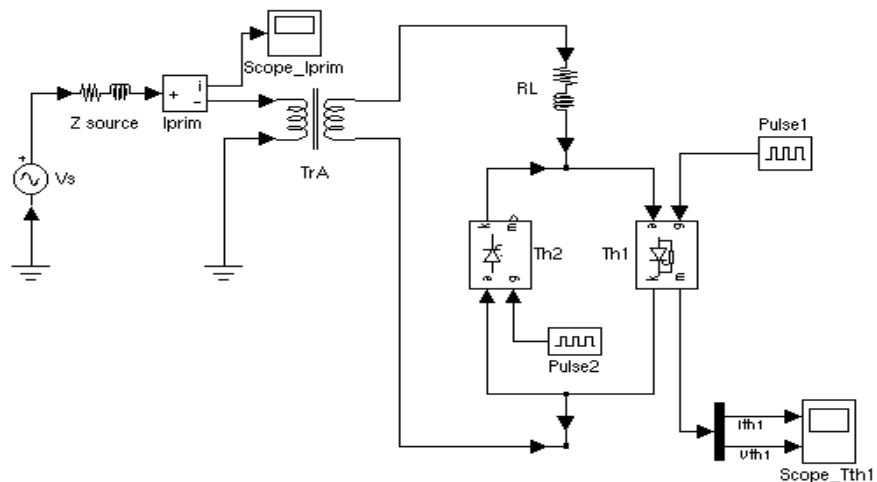 Scope_Iprim
i
+
-
RL
Z source
Iprim
Pulse1
+
Vs
TrA
k
m
a
g
Th2
Th1
a
g
k
m
Pulse2
Ith1
Vth1
Scope_Tth1